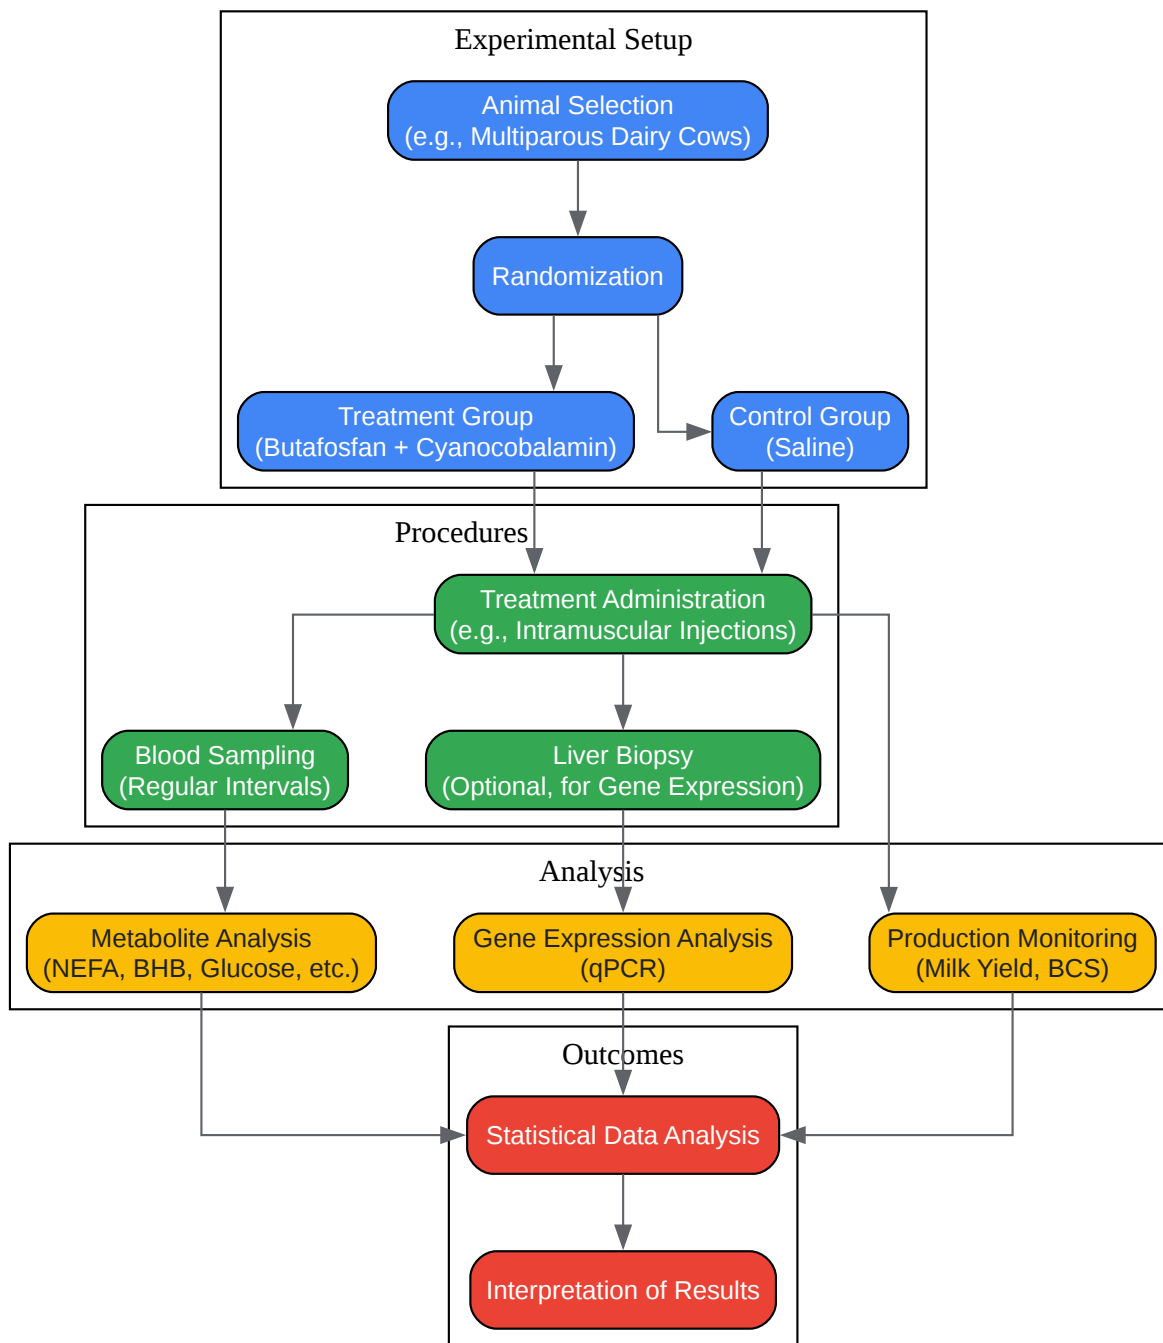 Experimental Setup
Animal Selection
(e.g., Multiparous Dairy Cows)
Randomization
Treatment Group
(Butafosfan + Cyanocobalamin)
Control Group
(Saline)
Procedures
Treatment Administration
(e.g., Intramuscular Injections)
Blood Sampling
(Regular Intervals)
Liver Biopsy
(Optional, for Gene Expression)
Analysis
Metabolite Analysis
(NEFA, BHB, Glucose, etc.)
Gene Expression Analysis
(qPCR)
Production Monitoring
(Milk Yield, BCS)
Outcomes
Statistical Data Analysis
Interpretation of Results